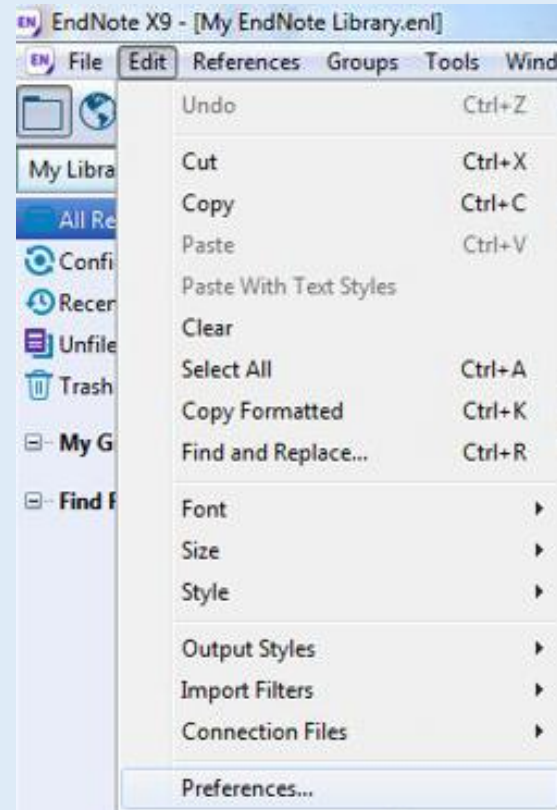 EndNote X9 - [My EndNote Library.enl]
EN File Edit References Groups Tools Wind
Undo Ctrl+Z
My Libra
Cut Ctrl+X
Copy Ctrl+C
All Re
Paste Ctrl+V
Confi
Paste With Text Styles
Recen
Clear
Unfile
Select All Ctrl+A
Trash
Copy Formatted Ctrl+K
My G
Find and Replace... Ctrl+R
Find F
Font
Size
Style
Output Styles
Import Filters
Connection Files
Preferences...